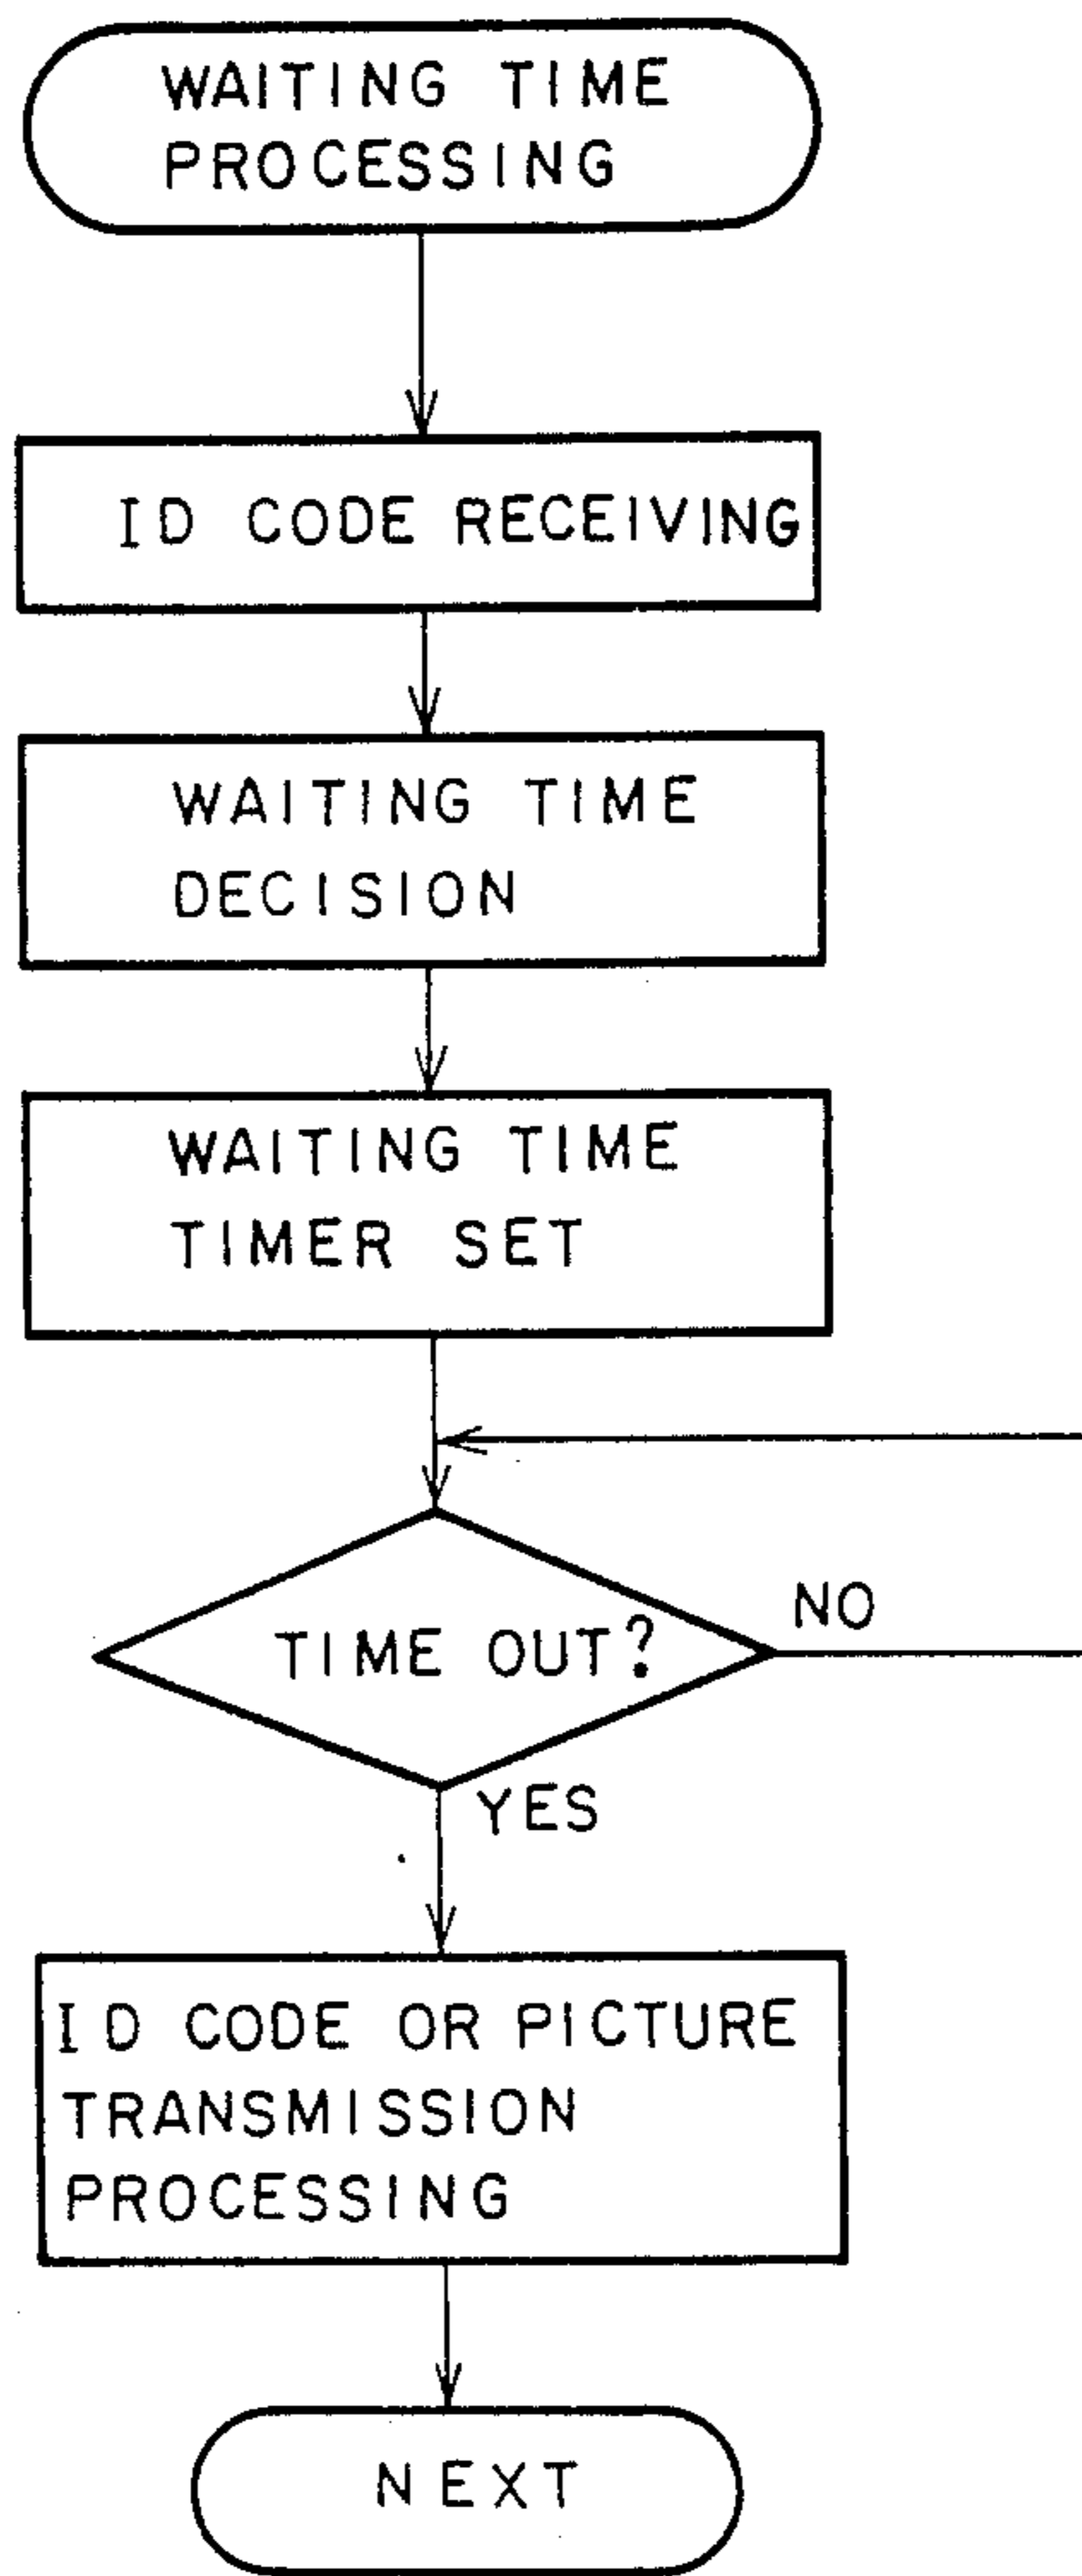 WAITING TIME
PROCESSING
ID CODE RECEIVING
WAITING TIME
DECISION
WAITING TIME
TIMER SET
TIME OUT?
NO
YES
ID CODE OR PICTURE
TRANSMISSION
PROCESSING
NEXT